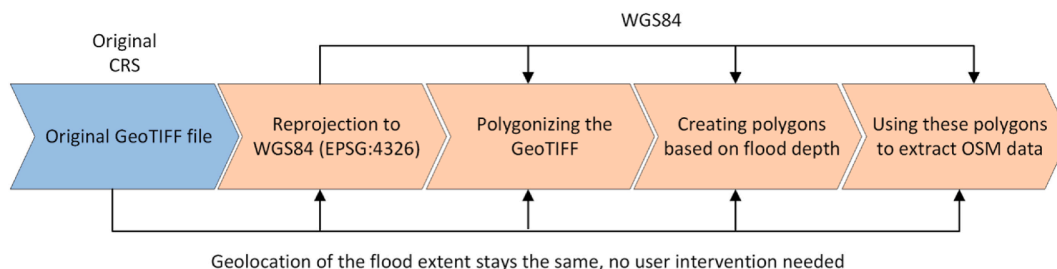 WGS84
Original
CRS
Original GeoTIFF file
Reprojection to
WGS84 (EPSG:4326)
Polygonizing the
GeoTIFF
Creating polygons
based on flood depth
Using these polygons
to extract OSM data
Geolocation of the flood extent stays the same, no user intervention needed